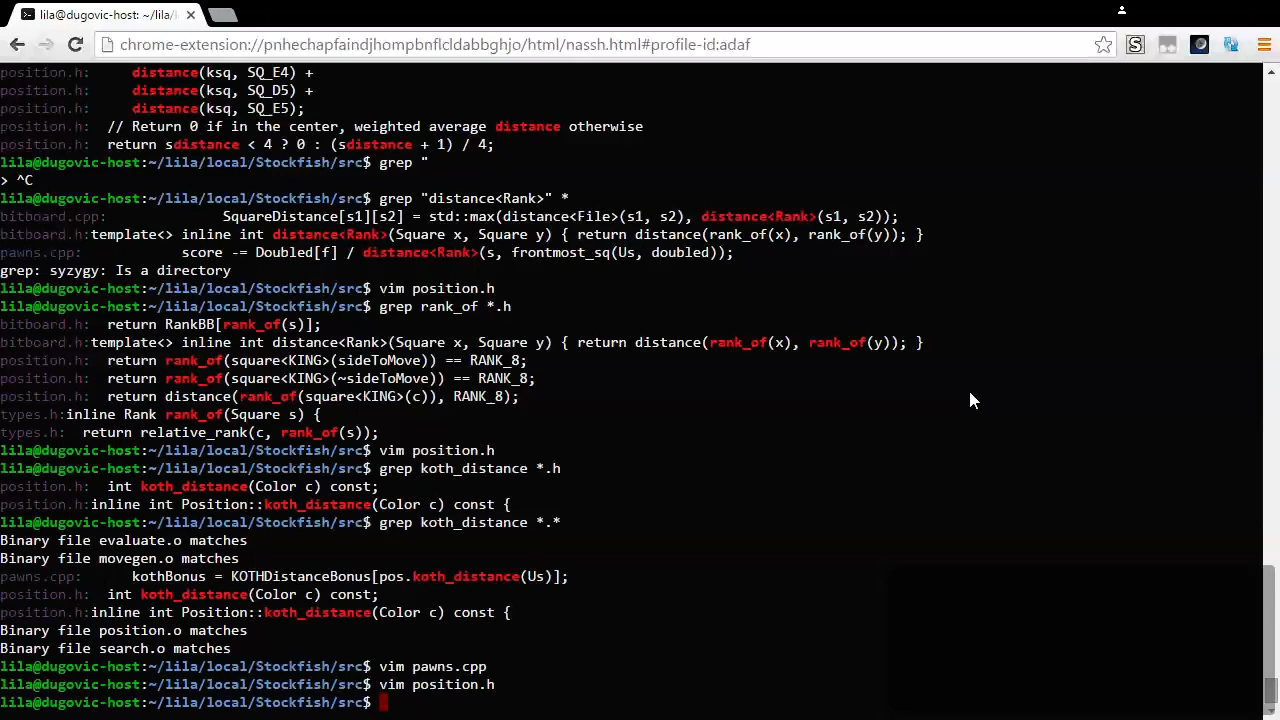 lila@dugovic-host: ~/lila/
chrome-extension://pnhechapfaindjhompbnflcldabbghjo/html/nassh.html#profile-id:adaf
position.h:     distance(ksq, SQ_E4) +
position.h:     distance(ksq, SQ_D5) +
position.h:     distance(ksq, SQ_E5);
position.h:  // Return 0 if in the center, weighted average distance otherwise
position.h:  return sdistance < 4 ? 0 : (sdistance + 1) / 4;
lila@dugovic-host:~/lila/local/Stockfish/src$ grep "
> ^C
lila@dugovic-host:~/lila/local/Stockfish/src$ grep "distance<Rank>" *
bitboard.cpp:              SquareDistance[s1][s2] = std::max(distance<File>(s1, s2), distance<Rank>(s1, s2));
bitboard.h:template<> inline int distance<Rank>(Square x, Square y) { return distance(rank_of(x), rank_of(y)); }
pawns.cpp:            score -= Doubled[f] / distance<Rank>(s, frontmost_sq(Us, doubled));
grep: syzygy: Is a directory
lila@dugovic-host:~/lila/local/Stockfish/src$ vim position.h
lila@dugovic-host:~/lila/local/Stockfish/src$ grep rank_of *.h
bitboard.h:  return RankBB[rank_of(s)];
bitboard.h:template<> inline int distance<Rank>(Square x, Square y) { return distance(rank_of(x), rank_of(y)); }
position.h:  return rank_of(square<KING>(sideToMove)) == RANK_8;
position.h:  return rank_of(square<KING>(~sideToMove)) == RANK_8;
position.h:  return distance(rank_of(square<KING>(c)), RANK_8);
types.h:inline Rank rank_of(Square s) {
types.h:  return relative_rank(c, rank_of(s));
lila@dugovic-host:~/lila/local/Stockfish/src$ vim position.h
lila@dugovic-host:~/lila/local/Stockfish/src$ grep koth_distance *.h
position.h:  int koth_distance(Color c) const;
position.h:inline int Position::koth_distance(Color c) const {
lila@dugovic-host:~/lila/local/Stockfish/src$ grep koth_distance *.*
Binary file evaluate.o matches
Binary file movegen.o matches
pawns.cpp:      kothBonus = KOTHDistanceBonus[pos.koth_distance(Us)];
position.h:  int koth_distance(Color c) const;
position.h:inline int Position::koth_distance(Color c) const {
Binary file position.o matches
Binary file search.o matches
lila@dugovic-host:~/lila/local/Stockfish/src$ vim pawns.cpp
lila@dugovic-host:~/lila/local/Stockfish/src$ vim position.h
lila@dugovic-host:~/lila/local/Stockfish/src$